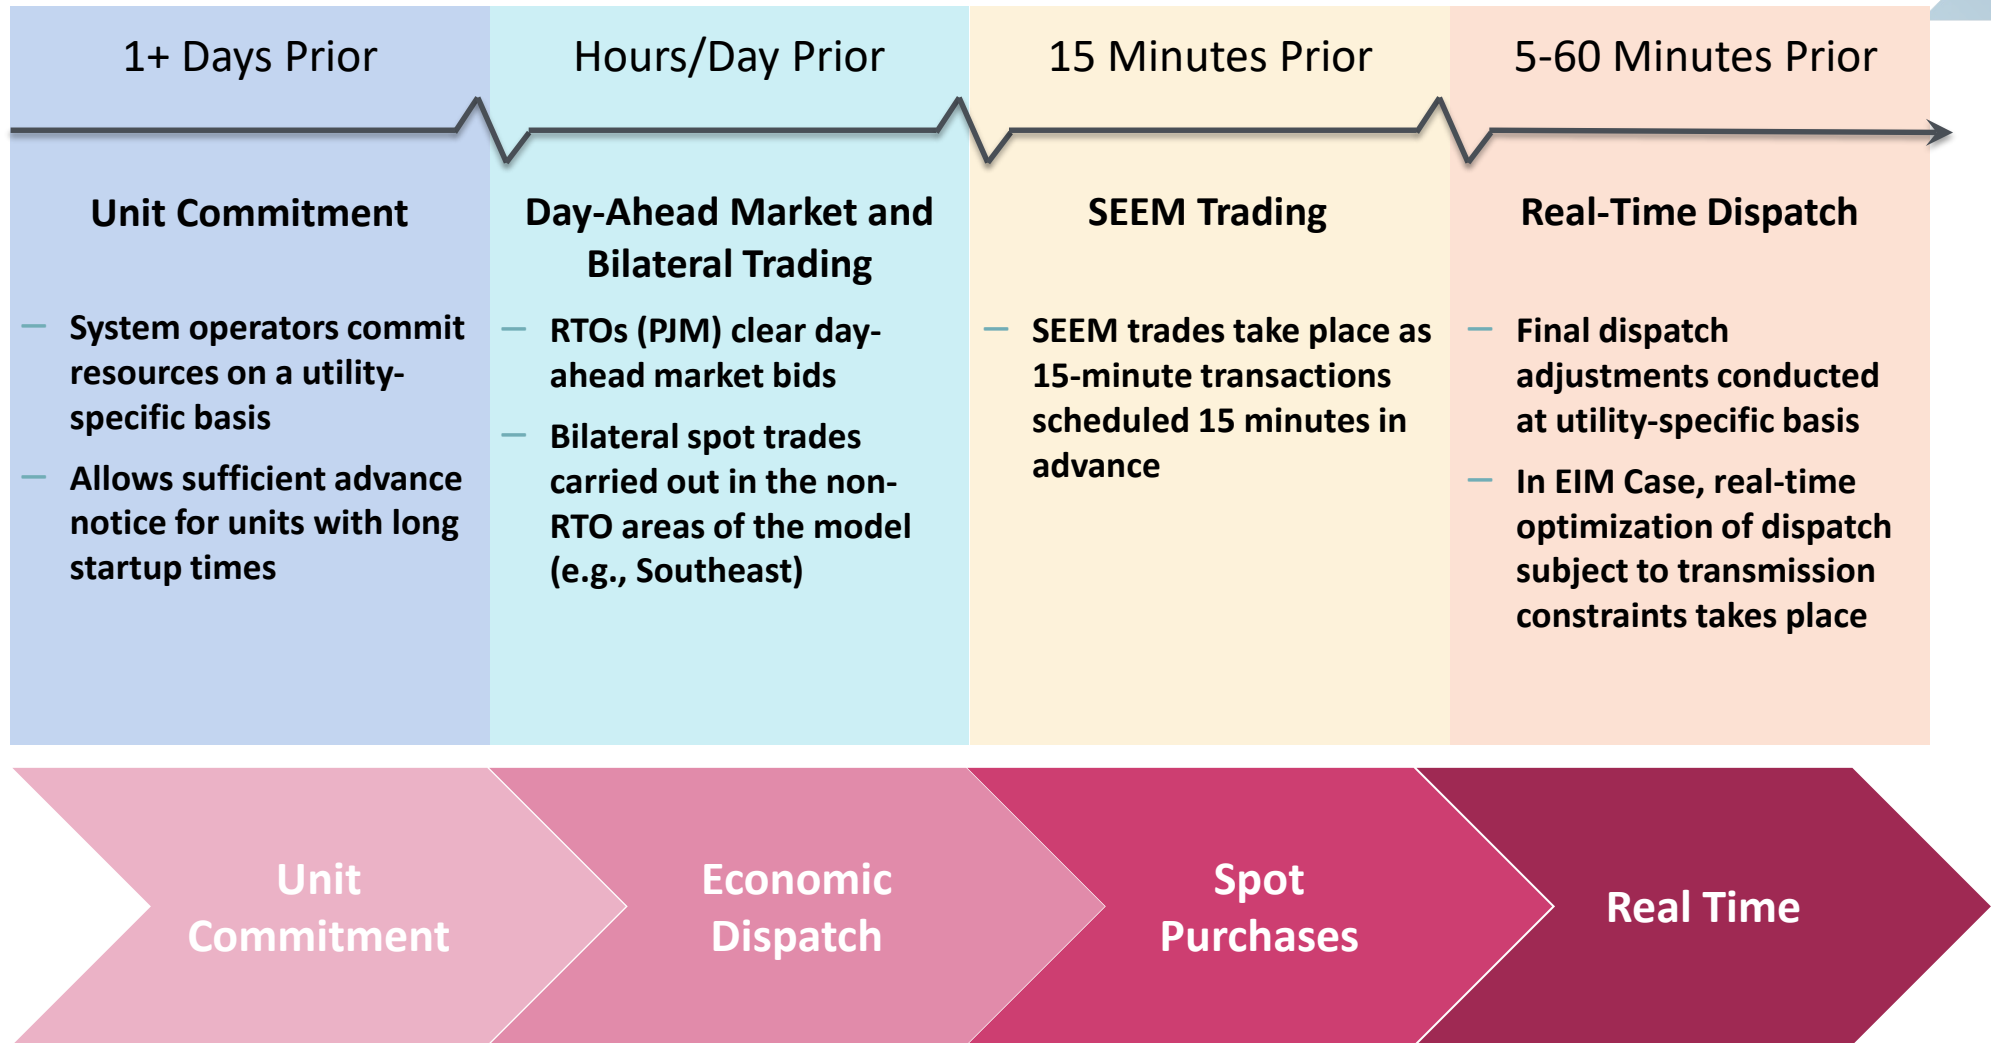 1+ Days Prior
Hours/Day Prior
15 Minutes Prior
5-60 Minutes Prior
Unit Commitment
– System operators commit
resources on a utility-
specific basis
– Allows sufficient advance
notice for units with long
startup times
Day-Ahead Market and
Bilateral Trading
– RTOs (PJM) clear day-
ahead market bids
– Bilateral spot trades
carried out in the non-
RTO areas of the model
(e.g., Southeast)
SEEM Trading
– SEEM trades take place as
15-minute transactions
scheduled 15 minutes in
advance
Real-Time Dispatch
– Final dispatch
adjustments conducted
at utility-specific basis
– In EIM Case, real-time
optimization of dispatch
subject to transmission
constraints takes place
Unit
Commitment
Economic
Dispatch
Spot
Purchases
Real Time